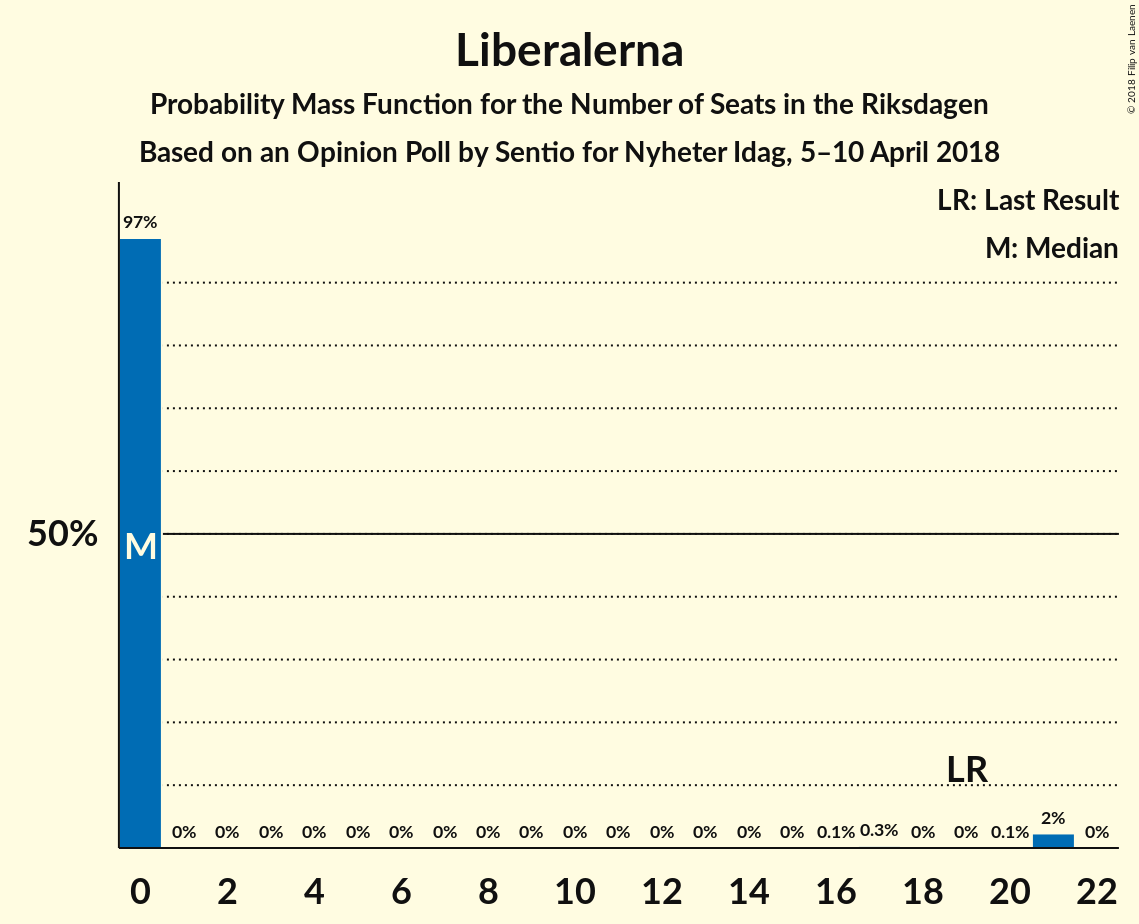 Liberalerna
Probability Mass Function for the Number of Seats in the Riksdagen
Based on an Opinion Poll by Sentio for Nyheter Idag, 5–10 April 2018
© 2018 Filip van Laenen
LR: Last Result
M: Median
97%
50%
M
LR
0% 0% 0% 0% 0% 0% 0% 0% 0% 0% 0% 0% 0% 0% 0% 0.1% 0.3% 0% 0% 0.1% 2% 0%
0 2 4 6 8 10 12 14 16 18 20 22